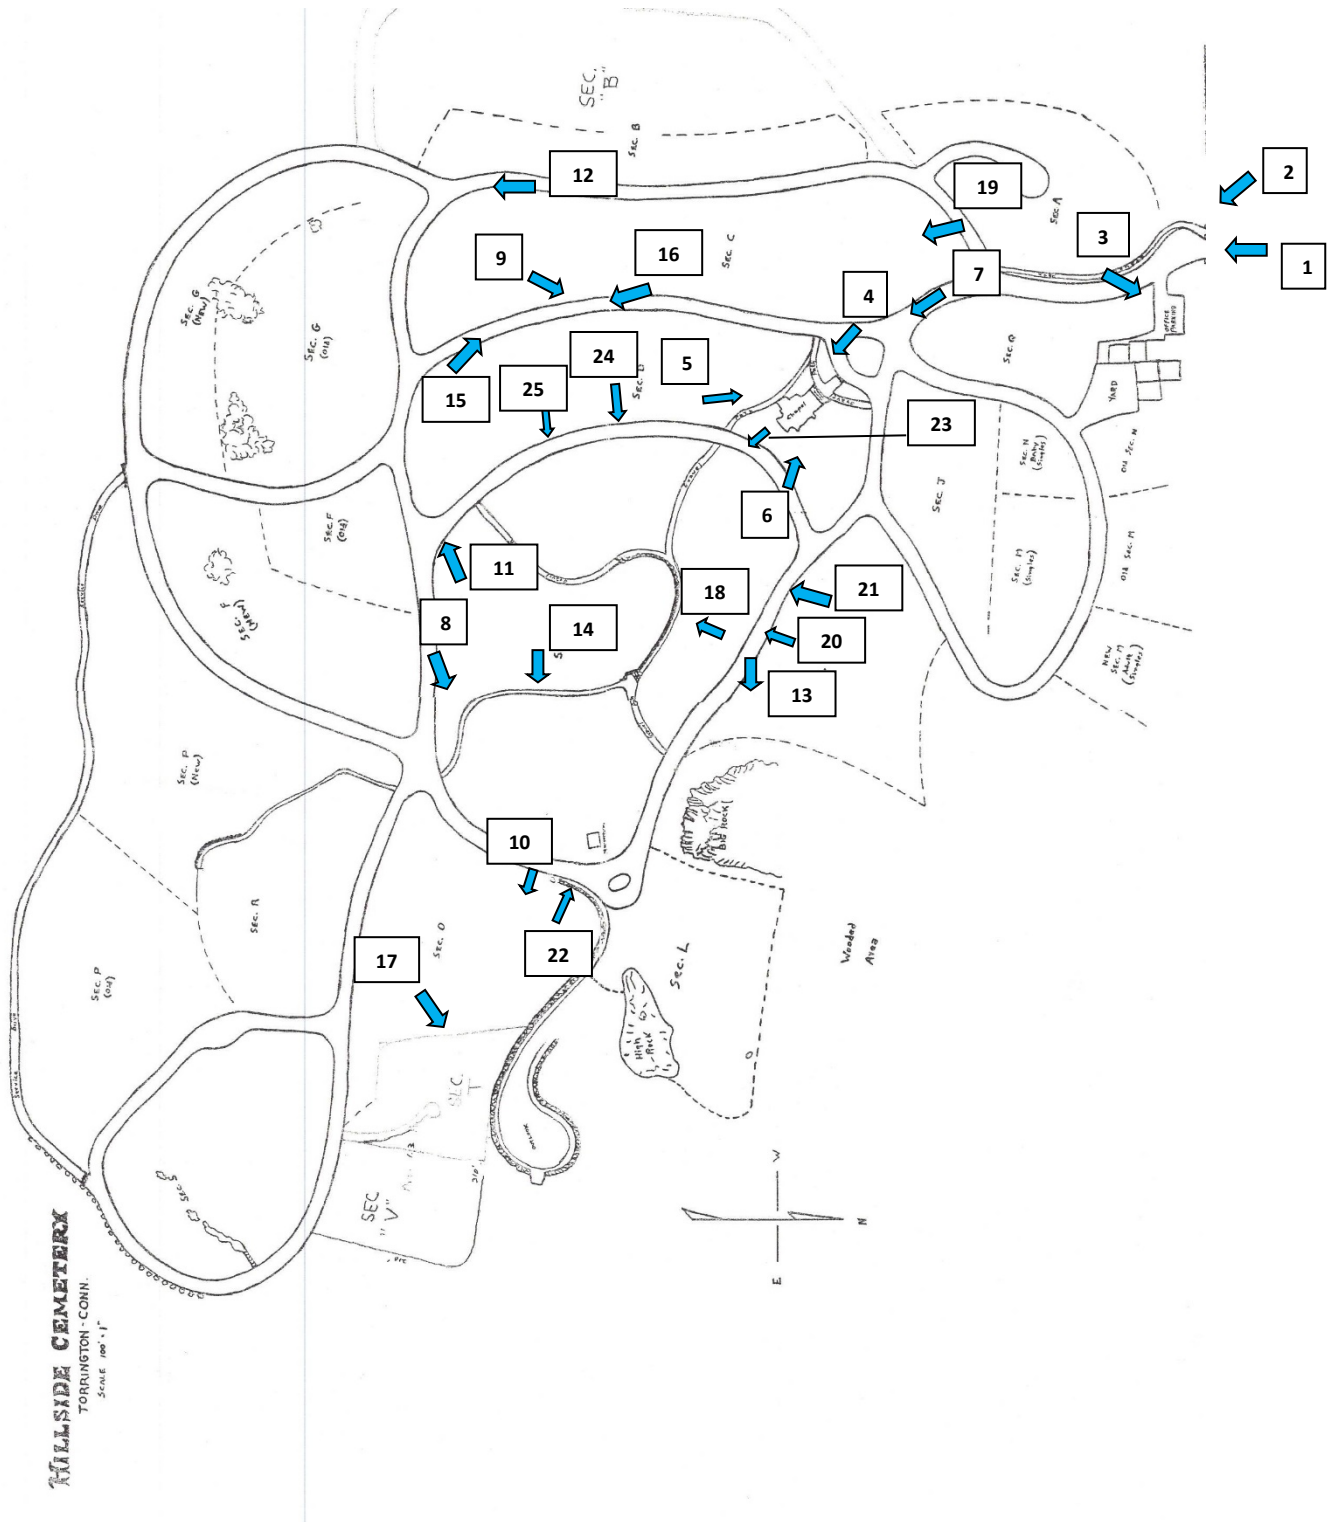 SEC.
"B"
SEC. B
12
2
19
SEC. A
3
1
9
16
SEC. C
7
4
SEC. G
(NEW)
SEC. G
(Old)
OFFICE
PARKING
SEC. Q
24
5
15
25
YARD
Chapel
23
SEC. N
Baby
(Singles)
Old SEC. N
SEC. J
6
SEC. F
(Old)
11
SEC. F
(NEW)
SEC. M
(Singles)
Old SEC. M
18
21
8
14
20
13
NEW
SEC. M
Adult
(Singles)
SEC. P
(New)
BIG ROCK
10
SEC. R
SEC. O
22
17
SEC. L
Wooded
Area
SEC. P
(Old)
High
Rock
Service
Drive
SEC.
T
SEC
"V"
210'
W
N
E
HILLSIDE CEMETERY
TORRINGTON - CONN.
SCALE 100' = 1"